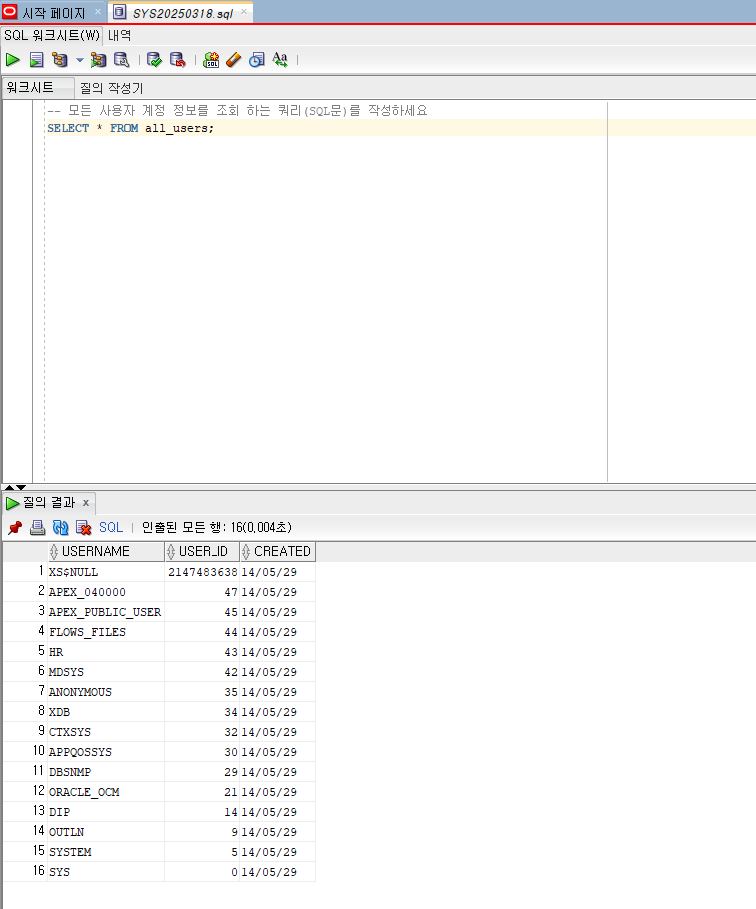 시작 페이지 × SYS20250318.sql ×
SQL 워크시트(W) 내역
워크시트 질의 작성기
-- 모든 사용자 계정 정보를 조회 하는 쿼리(SQL문)를 작성하세요
SELECT * FROM all_users;
질의 결과 x
SQL | 인출된 모든 행: 16(0,004초)
USERNAME USER_ID CREATED
1 XS$NULL 2147483638 14/05/29
2 APEX_040000 47 14/05/29
3 APEX_PUBLIC_USER 45 14/05/29
4 FLOWS_FILES 44 14/05/29
5 HR 43 14/05/29
6 MDSYS 42 14/05/29
7 ANONYMOUS 35 14/05/29
8 XDB 34 14/05/29
9 CTXSYS 32 14/05/29
10 APPQOSSYS 30 14/05/29
11 DBSNMP 29 14/05/29
12 ORACLE_OCM 21 14/05/29
13 DIP 14 14/05/29
14 OUTLN 9 14/05/29
15 SYSTEM 5 14/05/29
16 SYS 0 14/05/29